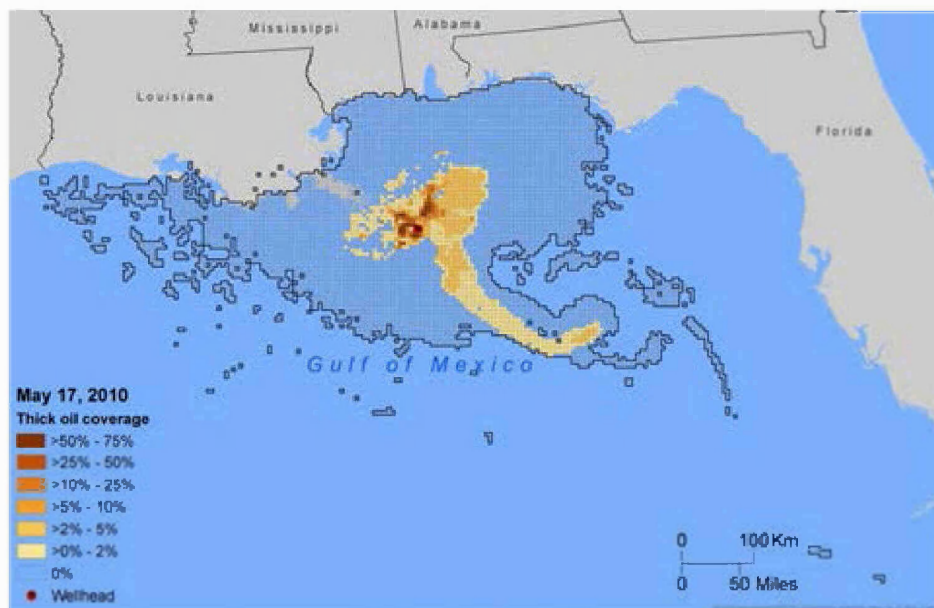 Mississippi
Alabama
Louisiana
Florida
Gulf of Mexico
May 17, 2010
Thick oil coverage
>50% - 75%
>25% - 50%
>10% - 25%
>5% - 10%
>2% - 5%
>0% - 2%
0%
Wellhead
0 100 Km
0 50 Miles